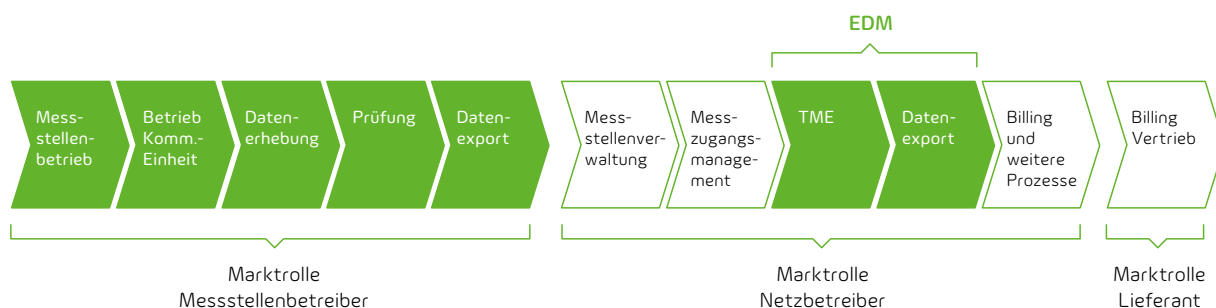 EDM
Mess-
stellen-
betrieb
Betrieb
Komm.-
Einheit
Daten-
erhebung
Prüfung
Daten-
export
Mess-
stellenver-
waltung
Mess-
zugangs-
manage-
ment
TME
Daten-
export
Billing
und
weitere
Prozesse
Billing
Vertrieb
Marktrolle
Messstellenbetreiber
Marktrolle
Netzbetreiber
Marktrolle
Lieferant